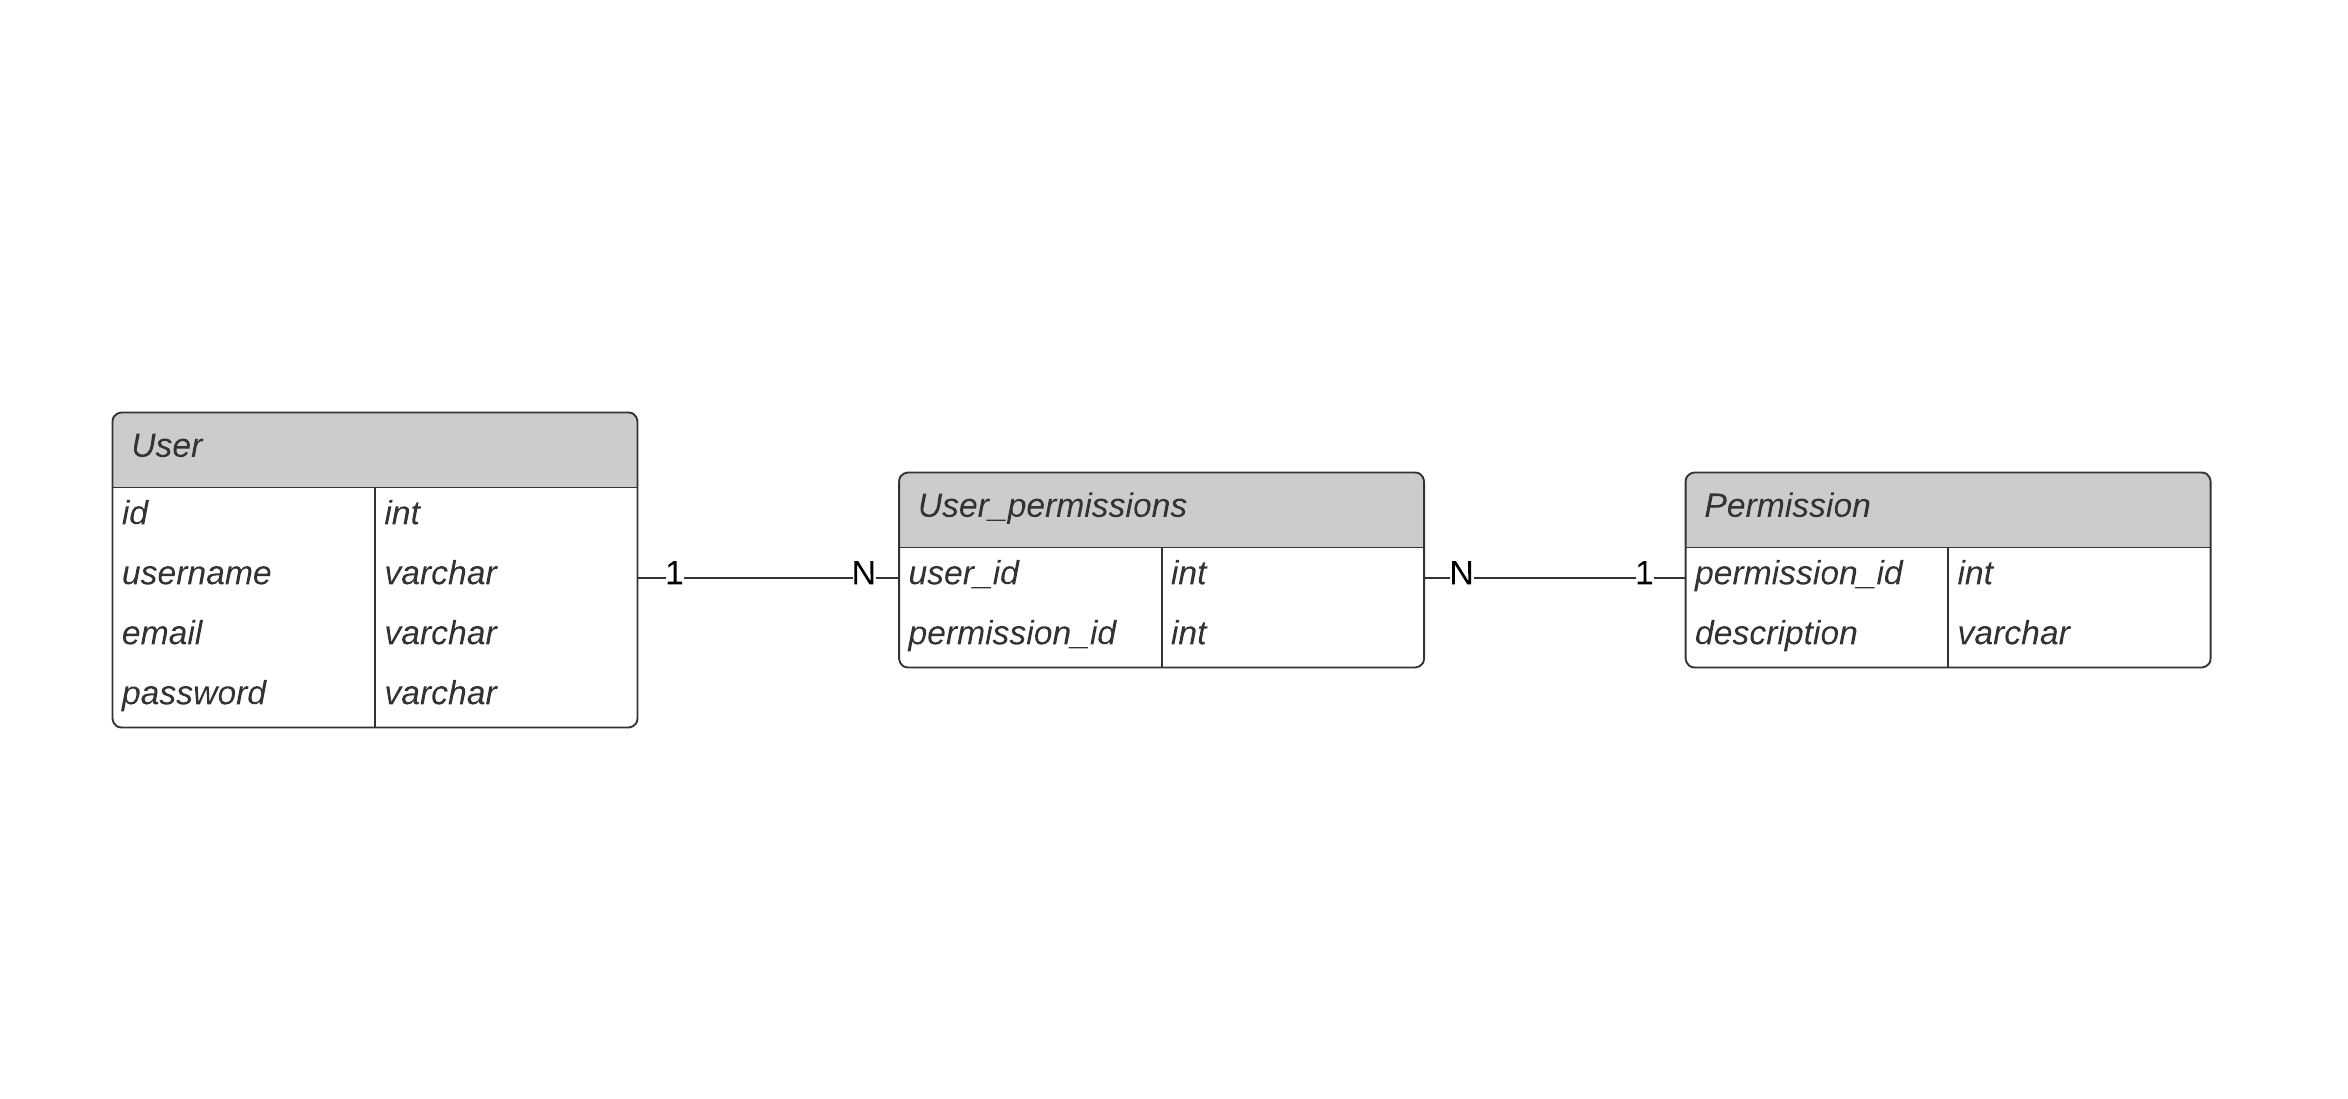 User
id int
username varchar
email varchar
password varchar
1 N
User_permissions
user_id int
permission_id int
N 1
Permission
permission_id int
description varchar